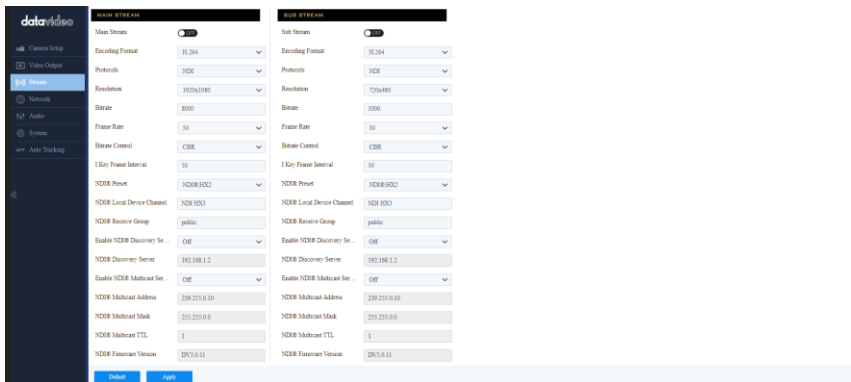 datavideo
Camera Setup
Video Output
Stream
Network
Audio
System
Auto Tracking
MAIN STREAM
Main Stream OFF
Encoding Format H.264
Protocols NDI
Resolution 1920x1080
Bitrate 8000
Frame Rate 50
Bitrate Control CBR
I Key Frame Interval 50
NDI® Preset NDI®|HX2
NDI® Local Device Channel NDI HX3
NDI® Receive Group public
Enable NDI® Discovery Se... Off
NDI® Discovery Server 192.168.1.2
Enable NDI® Multicast Ser... Off
NDI® Multicast Address 239.255.0.10
NDI® Multicast Mask 255.255.0.0
NDI® Multicast TTL 1
NDI® Firmware Version DV5.0.11
SUB STREAM
Sub Stream OFF
Encoding Format H.264
Protocols NDI
Resolution 720x480
Bitrate 3000
Frame Rate 50
Bitrate Control CBR
I Key Frame Interval 50
NDI® Preset NDI®|HX2
NDI® Local Device Channel NDI HX3
NDI® Receive Group public
Enable NDI® Discovery Se... Off
NDI® Discovery Server 192.168.1.2
Enable NDI® Multicast Ser... Off
NDI® Multicast Address 239.255.0.10
NDI® Multicast Mask 255.255.0.0
NDI® Multicast TTL 1
NDI® Firmware Version DV5.0.11
Default Apply